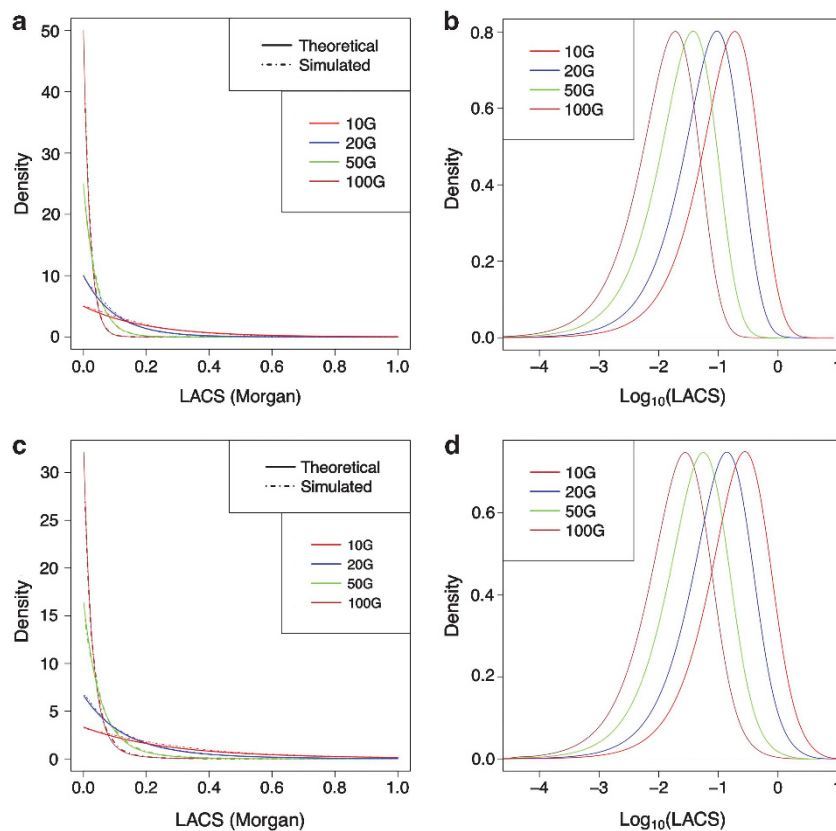 a
50
40
30
20
10
0
Density
Theoretical
Simulated
10G
20G
50G
100G
0.0 0.2 0.4 0.6 0.8 1.0
LACS (Morgan)
b
0.8
0.6
0.4
0.2
0.0
Density
10G
20G
50G
100G
−4 −3 −2 −1 0 1
Log10(LACS)
c
30
25
20
15
10
5
0
Density
Theoretical
Simulated
10G
20G
50G
100G
0.0 0.2 0.4 0.6 0.8 1.0
LACS (Morgan)
d
0.6
0.4
0.2
0.0
Density
10G
20G
50G
100G
−4 −3 −2 −1 0 1
Log10(LACS)